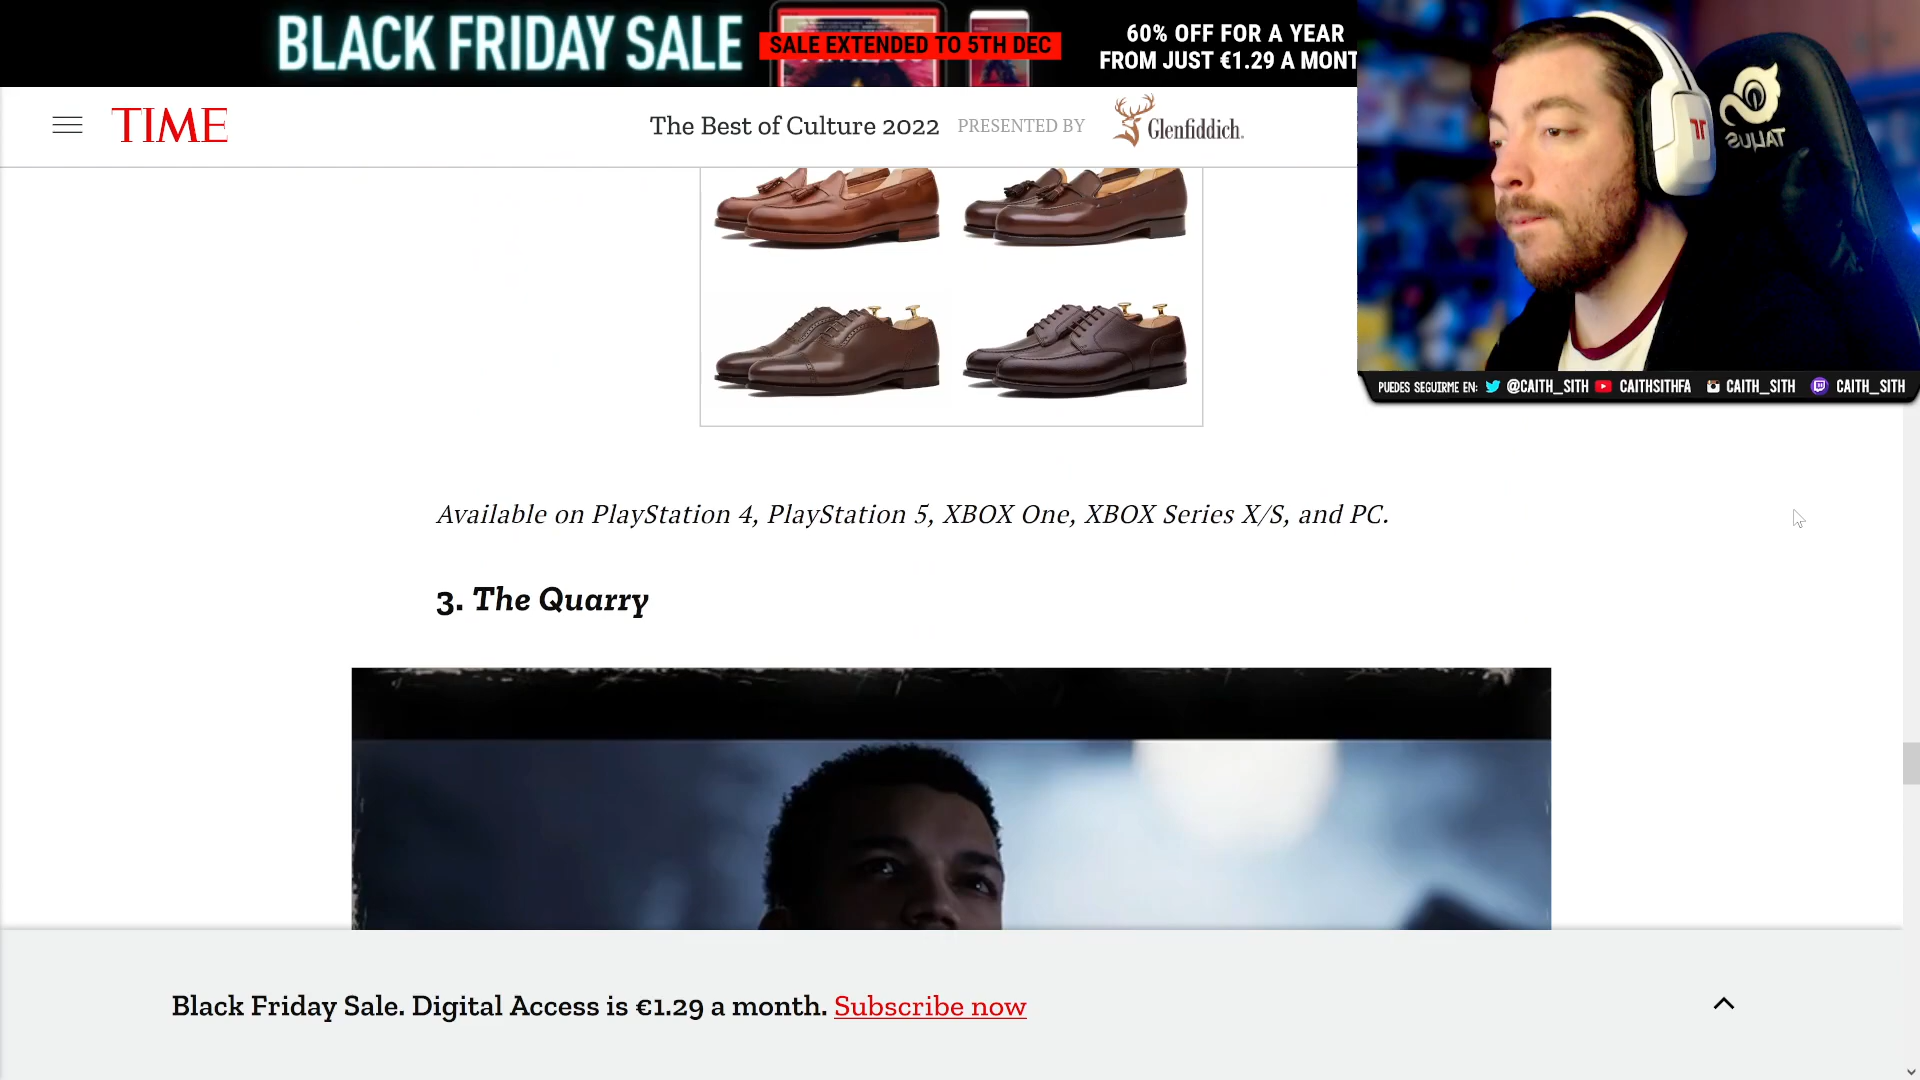 BLACK FRIDAY SALE
SALE EXTENDED TO 5TH DEC
60% OFF FOR A YEAR
FROM JUST €1.29 A MONT
TIME
The Best of Culture 2022 PRESENTED BY Glenfiddich.
TALIUS
PUEDES SEGUIRME EN: @CAITH_SITH CAITHSITHFA CAITH_SITH CAITH_SITH
Available on PlayStation 4, PlayStation 5, XBOX One, XBOX Series X/S, and PC.
3. The Quarry
Black Friday Sale. Digital Access is €1.29 a month. Subscribe now